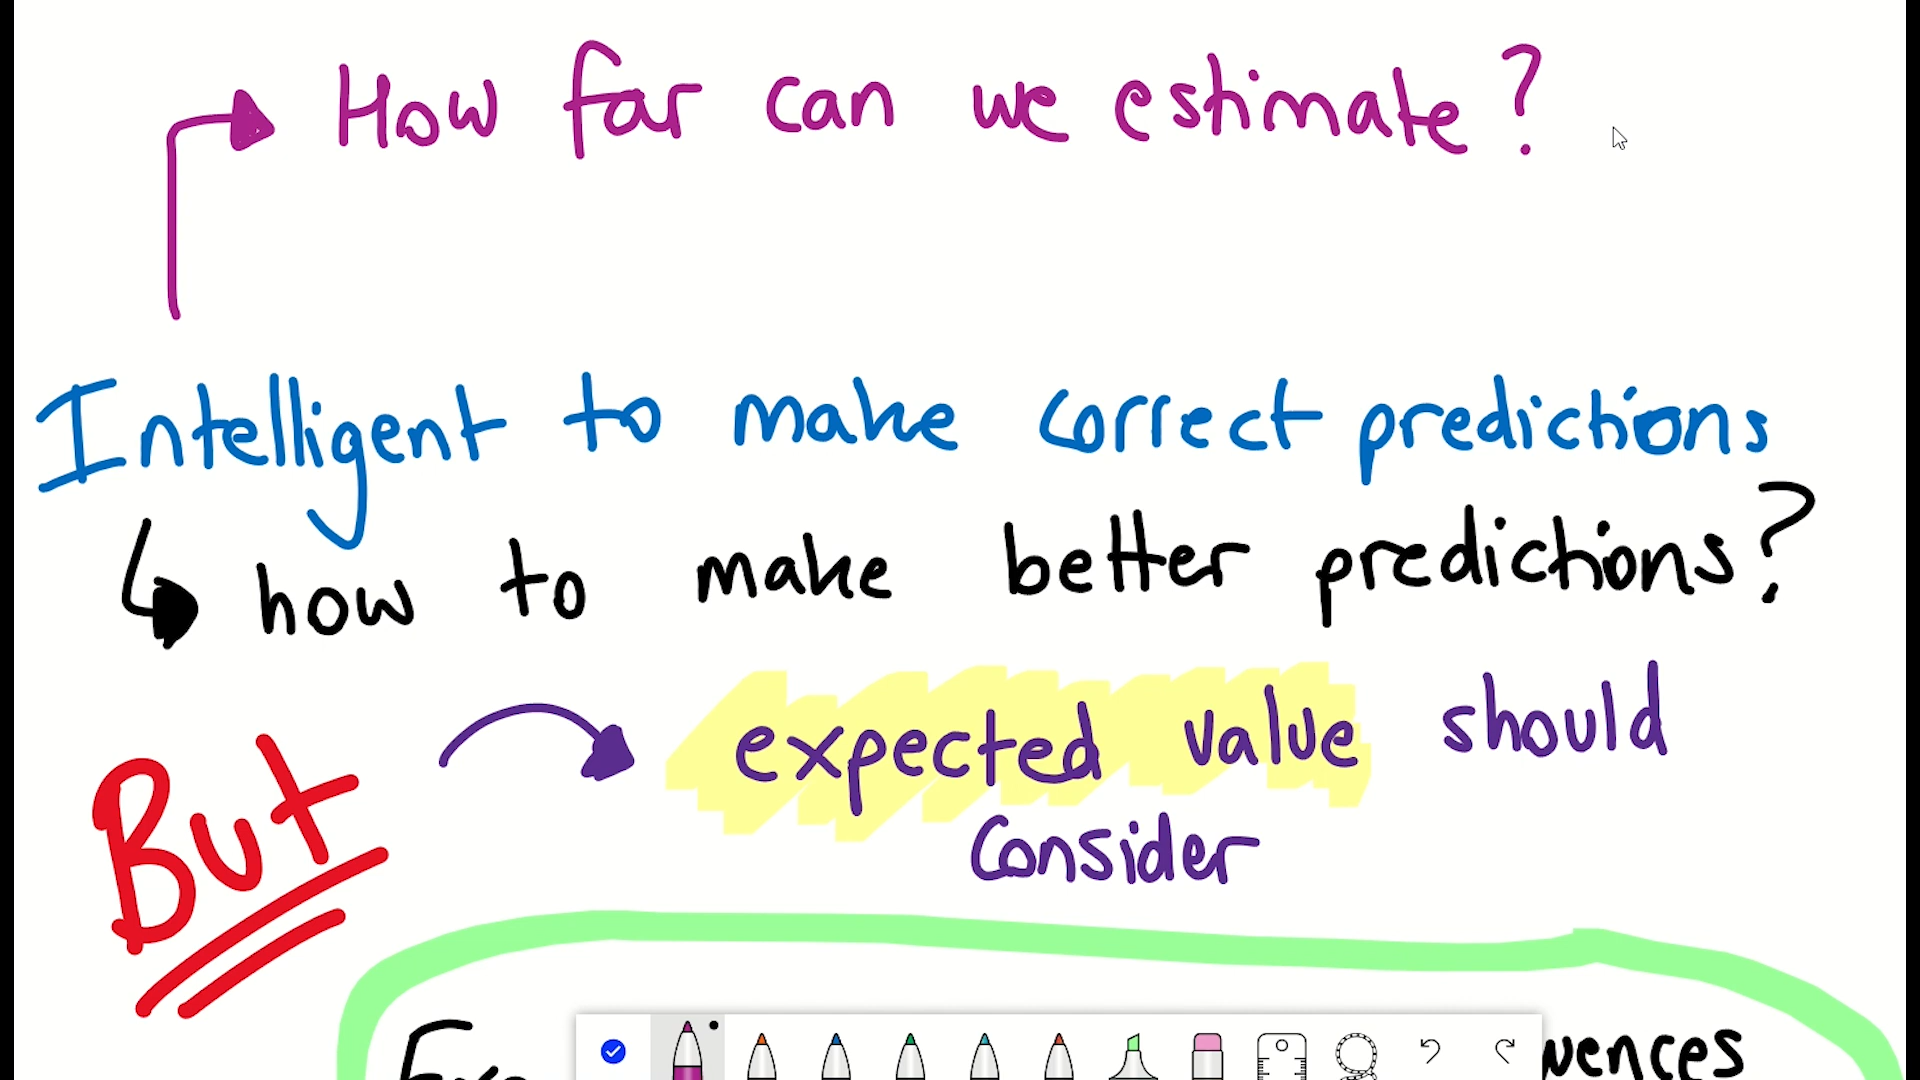 How far can we estimate?
Intelligent to make correct predictions
how to make better predictions?
expected value should
But
Consider